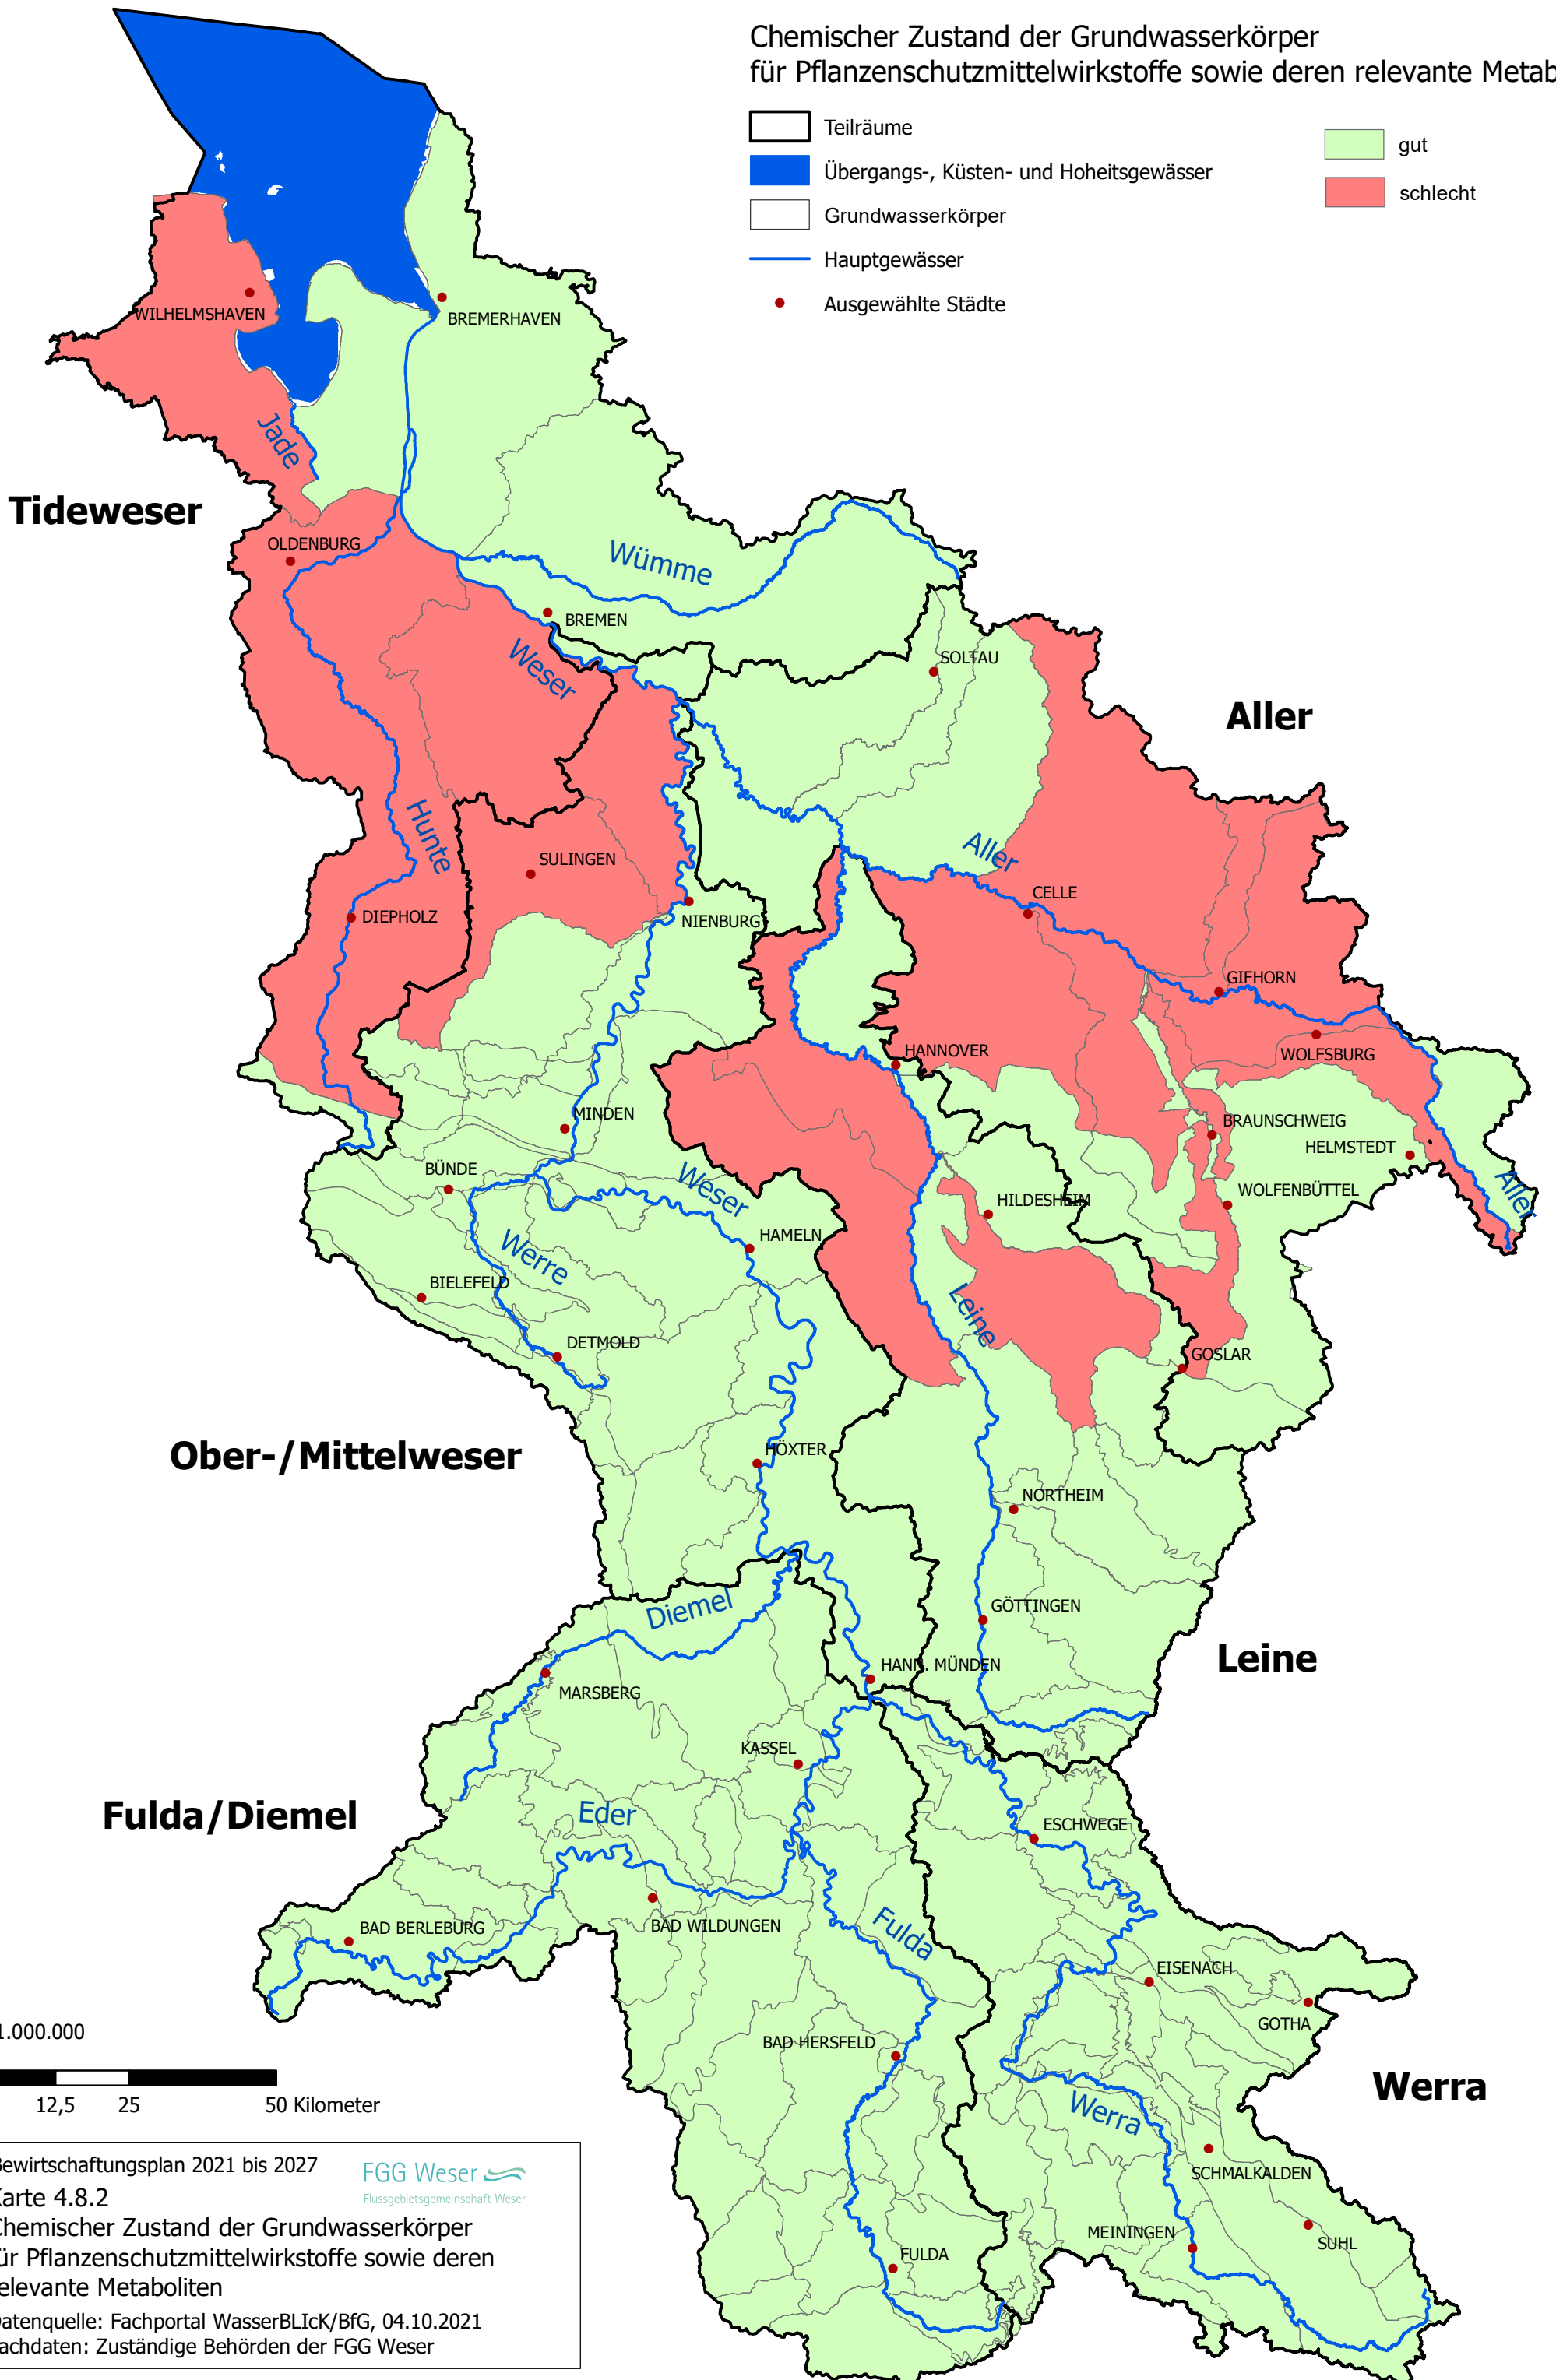 Chemischer Zustand der Grundwasserkörper
für Pflanzenschutzmittelwirkstoffe sowie deren relevante Metab
Teilräume
Übergangs-, Küsten- und Hoheitsgewässer
Grundwasserkörper
Hauptgewässer
Ausgewählte Städte
gut
schlecht
WILHELMSHAVEN
BREMERHAVEN
Jade
Tideweser
OLDENBURG
Wümme
BREMEN
Weser
SOLTAU
Aller
Hunte
Aller
SULINGEN
CELLE
DIEPHOLZ
NIENBURG
GIFHORN
HANNOVER
WOLFSBURG
MINDEN
BRAUNSCHWEIG
HELMSTEDT
BÜNDE
Weser
HILDESHEIM
WOLFENBÜTTEL
Aller
HAMELN
Werre
BIELEFELD
Leine
DETMOLD
GOSLAR
Ober-/Mittelweser
HÖXTER
NORTHEIM
Diemel
GÖTTINGEN
Leine
HANN. MÜNDEN
MARSBERG
KASSEL
Fulda/Diemel
Eder
ESCHWEGE
BAD BERLEBURG
BAD WILDUNGEN
Fulda
EISENACH
GOTHA
BAD HERSFELD
Werra
Werra
SCHMALKALDEN
MEININGEN
SUHL
FULDA
1.000.000
12,5 25 50 Kilometer
Bewirtschaftungsplan 2021 bis 2027
FGG Weser
Flussgebietsgemeinschaft Weser
Karte 4.8.2
Chemischer Zustand der Grundwasserkörper
für Pflanzenschutzmittelwirkstoffe sowie deren
relevante Metaboliten
Datenquelle: Fachportal WasserBLIcK/BfG, 04.10.2021
Fachdaten: Zuständige Behörden der FGG Weser